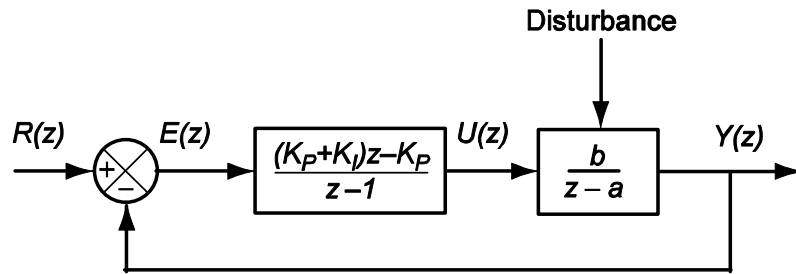 Disturbance
R(z)
+
−
E(z)
(K_P+K_I)z–K_P
z –1
U(z)
b
z – a
Y(z)